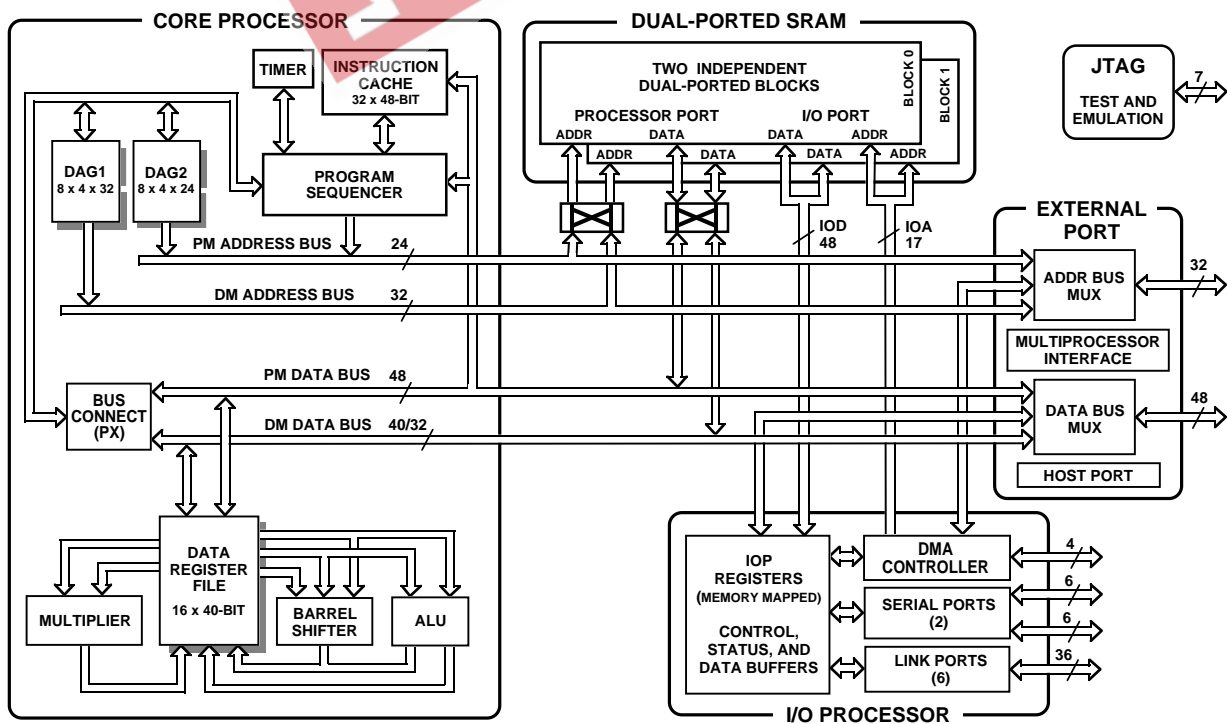 CORE PROCESSOR
TIMER
INSTRUCTION
CACHE
32 x 48-BIT
DAG1
8 x 4 x 32
DAG2
8 x 4 x 24
PROGRAM
SEQUENCER
PM ADDRESS BUS 24
DM ADDRESS BUS 32
PM DATA BUS 48
DM DATA BUS 40/32
BUS
CONNECT
(PX)
DATA
REGISTER
FILE
16 x 40-BIT
MULTIPLIER
BARREL
SHIFTER
ALU
DUAL-PORTED SRAM
TWO INDEPENDENT
DUAL-PORTED BLOCKS
PROCESSOR PORT I/O PORT
ADDR DATA DATA ADDR
ADDR DATA DATA ADDR
BLOCK 0
BLOCK 1
IOD
48
IOA
17
JTAG
TEST AND
EMULATION
7
EXTERNAL
PORT
ADDR BUS
MUX
32
MULTIPROCESSOR
INTERFACE
DATA BUS
MUX
48
HOST PORT
IOP
REGISTERS
(MEMORY MAPPED)
CONTROL,
STATUS, AND
DATA BUFFERS
DMA
CONTROLLER
4
SERIAL PORTS
(2)
6
6
LINK PORTS
(6)
36
I/O PROCESSOR